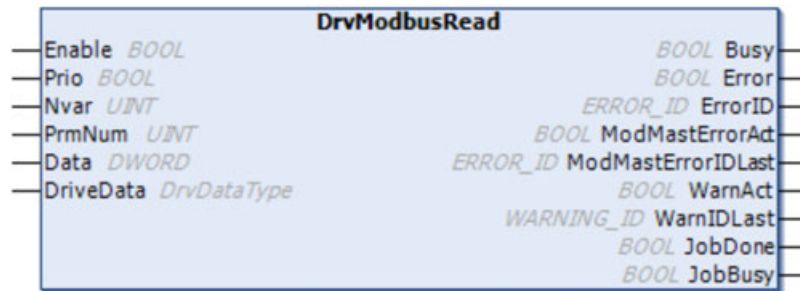 DrvModbusRead
Enable BOOL BOOL Busy
Prio BOOL BOOL Error
Nvar UINT ERROR_ID ErrorID
PrmNum UINT BOOL ModMastErrorAct
Data DWORD ERROR_ID ModMastErrorIDLast
DriveData DrvDataType BOOL WarnAct
WARNING_ID WarnIDLast
BOOL JobDone
BOOL JobBusy